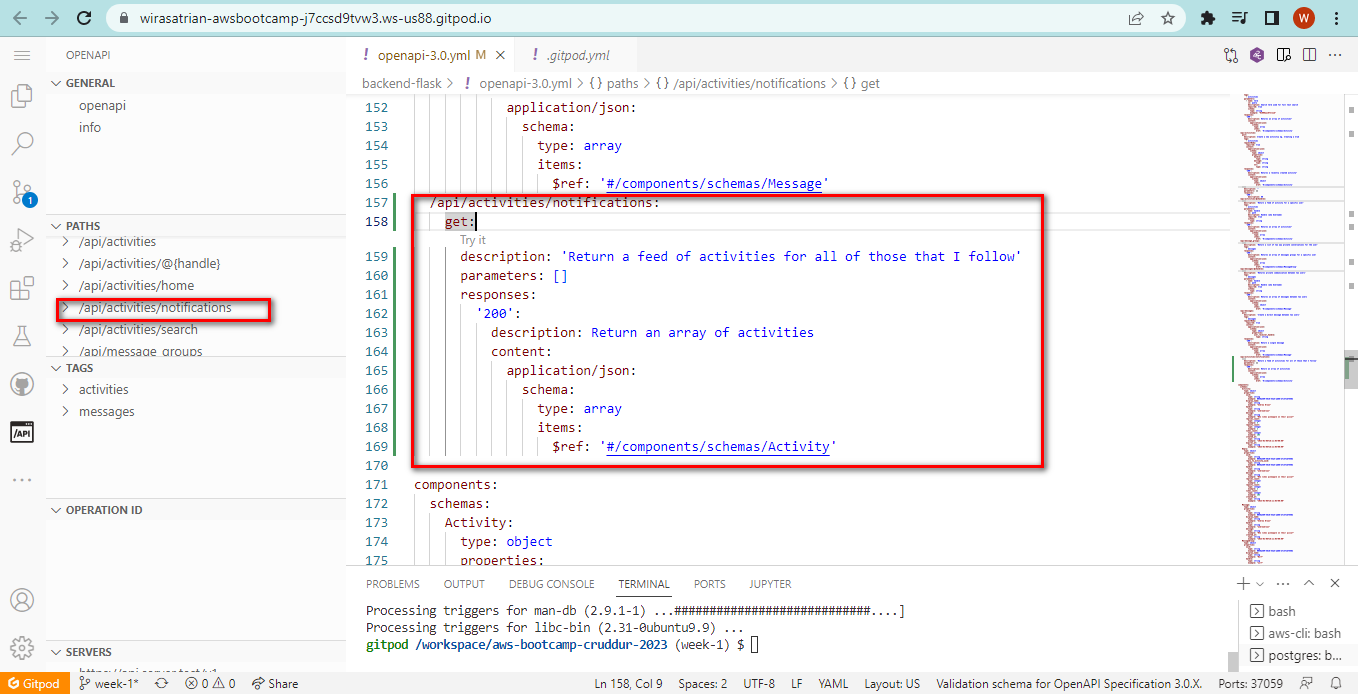 wirasatrian-awsbootcamp-j7ccsd9tvw3.ws-us88.gitpod.io
W
OPENAPI
GENERAL
openapi
info
PATHS
/api/activities
/api/activities/@{handle}
/api/activities/home
/api/activities/notifications
/api/activities/search
/api/message_groups
TAGS
activities
messages
OPERATION ID
SERVERS
1
/API
! openapi-3.0.yml M
! .gitpod.yml
backend-flask > ! openapi-3.0.yml > {} paths > {} /api/activities/notifications > {} get
152 application/json:
153 schema:
154 type: array
155 items:
156 $ref: '#/components/schemas/Message'
157 /api/activities/notifications:
158 get:
Try it
159 description: 'Return a feed of activities for all of those that I follow'
160 parameters: []
161 responses:
162 '200':
163 description: Return an array of activities
164 content:
165 application/json:
166 schema:
167 type: array
168 items:
169 $ref: '#/components/schemas/Activity'
170
171 components:
172 schemas:
173 Activity:
174 type: object
175 properties:
PROBLEMS OUTPUT DEBUG CONSOLE TERMINAL PORTS JUPYTER
Processing triggers for man-db (2.9.1-1) ...############################....]
Processing triggers for libc-bin (2.31-0ubuntu9.9) ...
gitpod /workspace/aws-bootcamp-cruddur-2023 (week-1) $
bash
aws-cli: bash
postgres: b...
Gitpod week-1* 0 0 Share Ln 158, Col 9 Spaces: 2 UTF-8 LF YAML Layout: US Validation schema for OpenAPI Specification 3.0.X. Ports: 37059